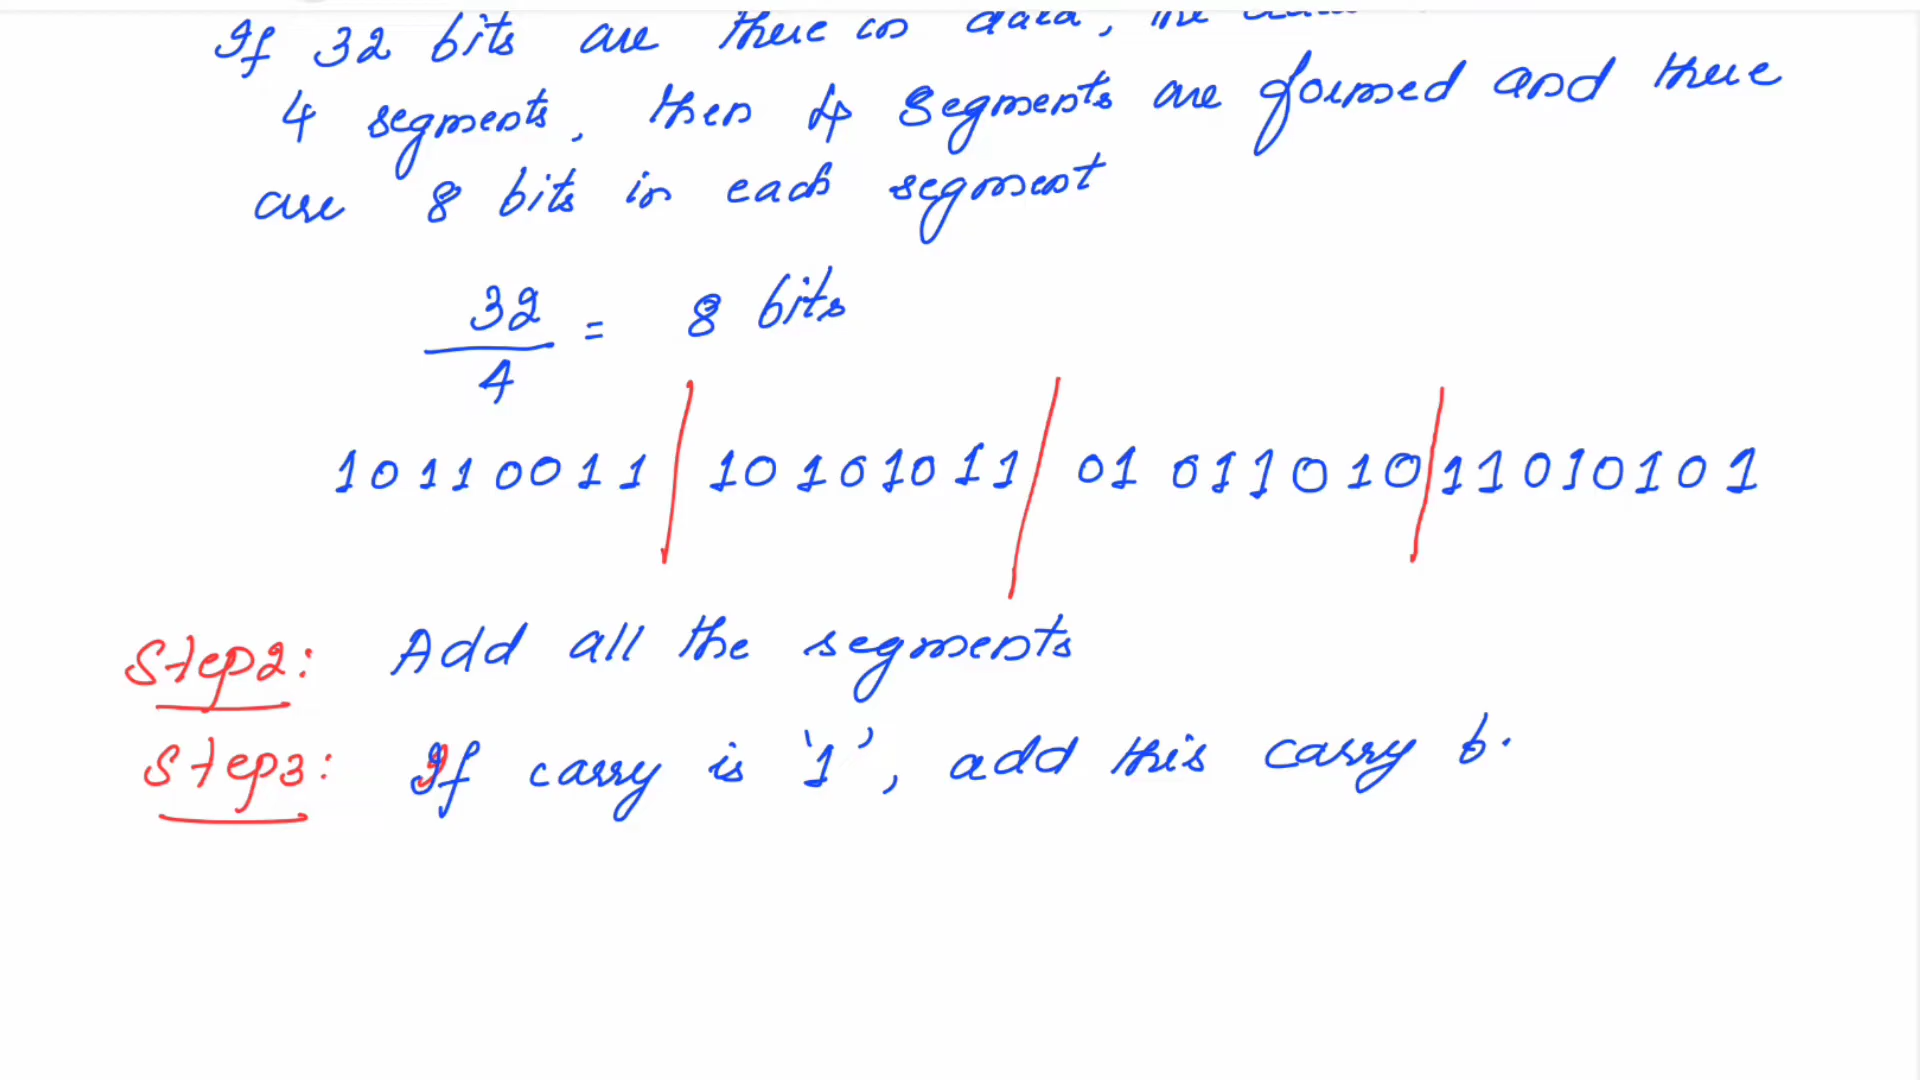 If 32 bits are there in data, the
4 segments, then 4 segments are formed and there
are 8 bits in each segment
32
4
= 8 bits
10110011 10101011 01011010 11010101
Step2: Add all the segments
Step3: If carry is '1', add this carry b